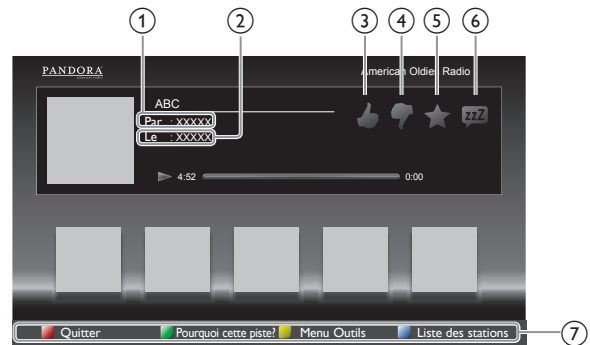 1 2 3 4 5 6
PANDORA American Oldies Radio
ABC
Par : XXXXX
Le : XXXXX
zzZ
4:52 0:00
Quitter Pourquoi cette piste? Menu Outils Liste des stations 7